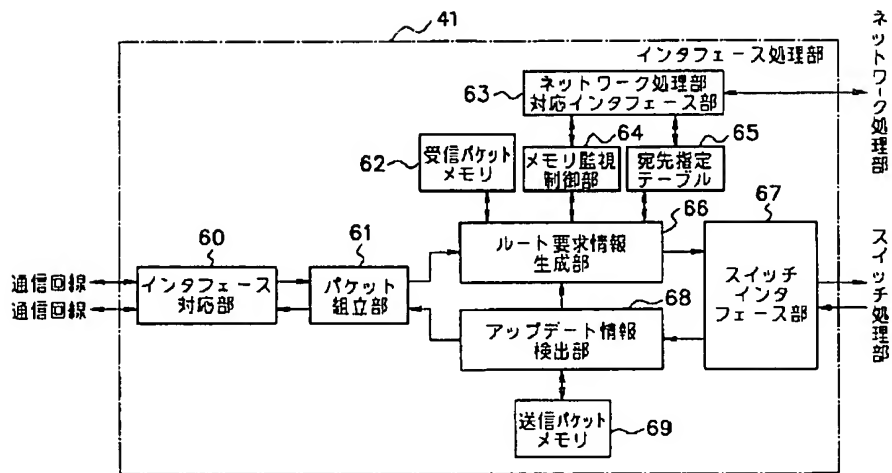 41
インタフェース処理部
ネットワーク処理部
63
ネットワーク処理部
対応インタフェース部
64
65
62
受信パケット
メモリ
メモリ監視
制御部
宛先指定
テーブル
66
67
60
61
ルート要求情報
生成部
通信回線
通信回線
インタフェース
対応部
パケット
組立部
スイッチ
インタ
フェース部
スイッチ処理部
68
アップデート情報
検出部
送信パケット
メモリ
69